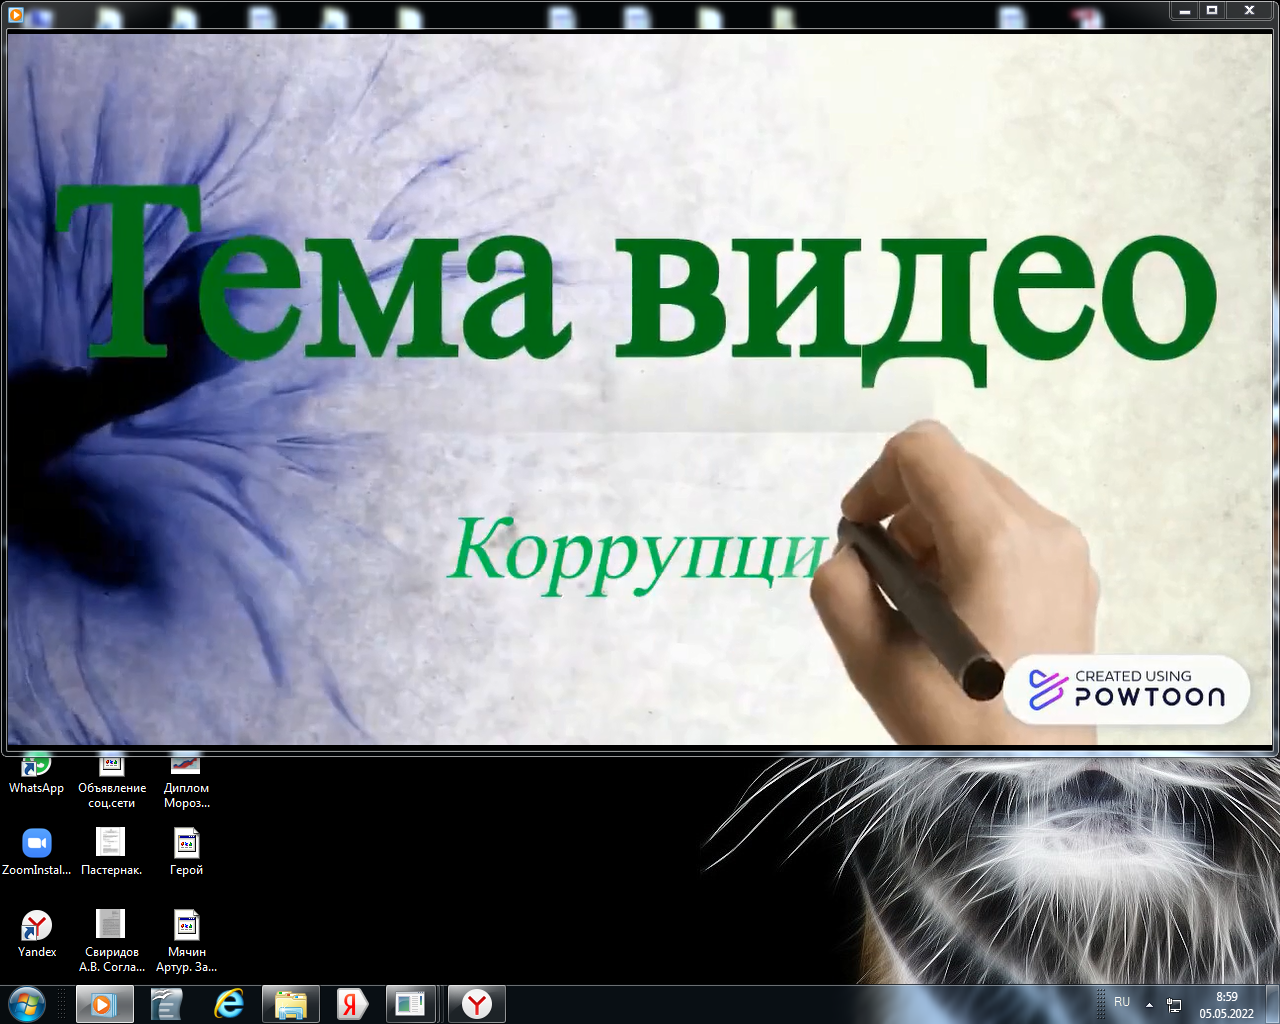 Тема видео
Коррупци
CREATED USING
POWTOON
WhatsApp
Объявление
соц.сети
Диплом
Мороз...
ZoomInstal...
Пастернак.
Герой
Yandex
Свиридов
А.В. Согла...
Мячин
Артур. За...
RU
8:59
05.05.2022